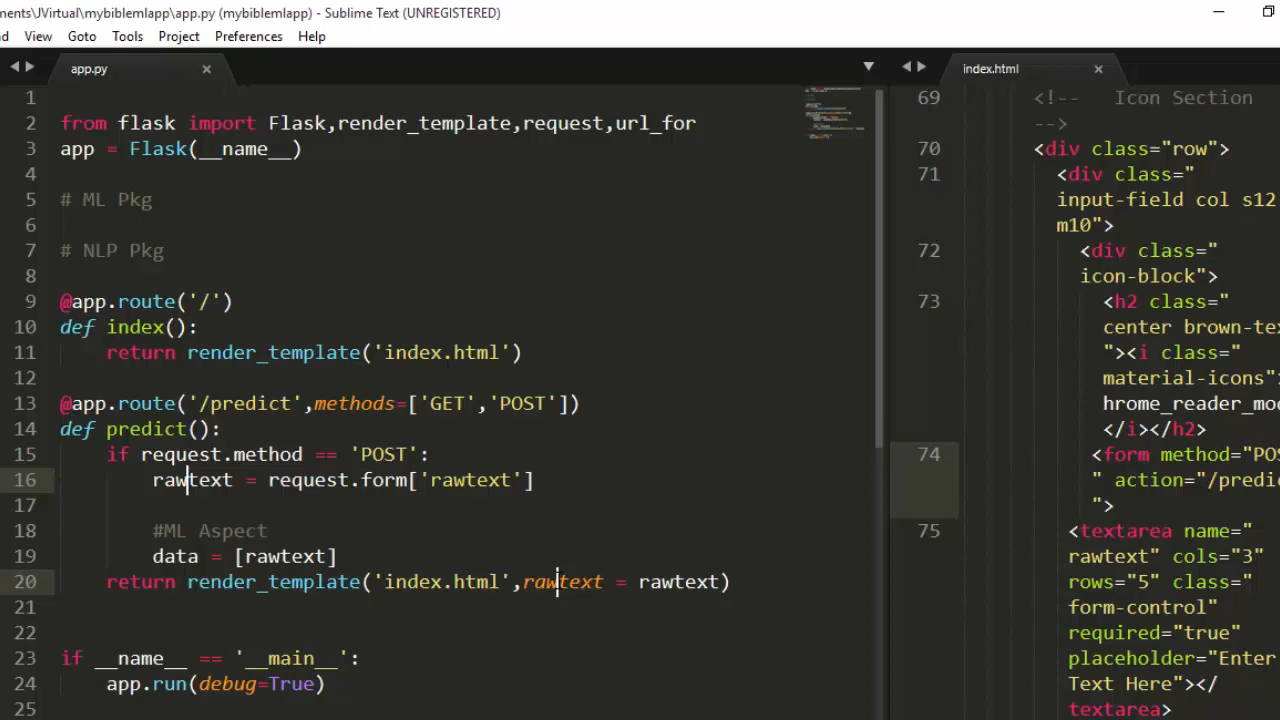 ments\JVirtual\mybiblemlapp\app.py (mybiblemlapp) - Sublime Text (UNREGISTERED)
View Goto Tools Project Preferences Help
app.py
1
2 from flask import Flask,render_template,request,url_for
3 app = Flask(__name__)
4
5 # ML Pkg
6
7 # NLP Pkg
8
9 @app.route('/')
10 def index():
11 return render_template('index.html')
12
13 @app.route('/predict',methods=['GET','POST'])
14 def predict():
15 if request.method == 'POST':
16 rawtext = request.form['rawtext']
17
18 #ML Aspect
19 data = [rawtext]
20 return render_template('index.html',rawtext = rawtext)
21
22
23 if __name__ == '__main__':
24 app.run(debug=True)
25
index.html
69 <!-- Icon Section
-->
70 <div class="row">
71 <div class="
input-field col s12
m10">
72 <div class="
icon-block">
73 <h2 class="
center brown-te
"><i class="
material-icons"
hrome_reader_mo
</i></h2>
74 <form method="POS
" action="/predic
">
75 <textarea name="
rawtext" cols="3"
rows="5" class="
form-control"
required="true"
placeholder="Enter
Text Here"></
textarea>